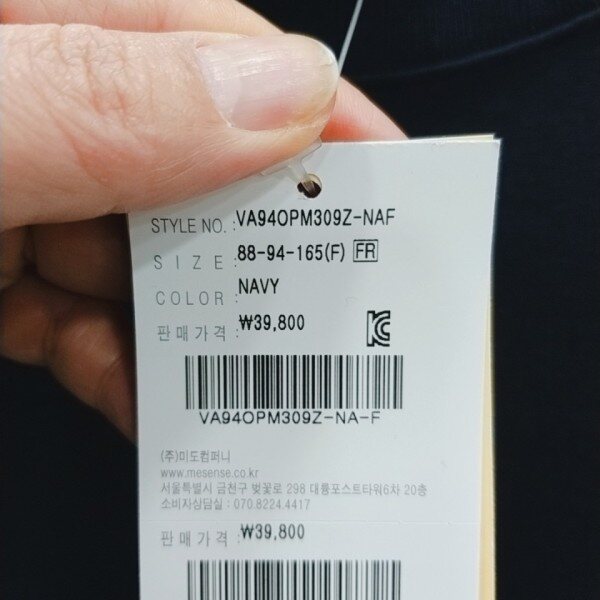 STYLE NO. : VA94OPM309Z-NAF
SIZE : 88-94-165(F) FR
COLOR : NAVY
판매가격 : ₩39,800
VA94OPM309Z-NA-F
(주)미도컴퍼니
www.mesense.co.kr
서울특별시 금천구 벚꽃로 298 대륭포스트타워6차 20층
소비자상담실 : 070.8224.4417
판매가격 : ₩39,800